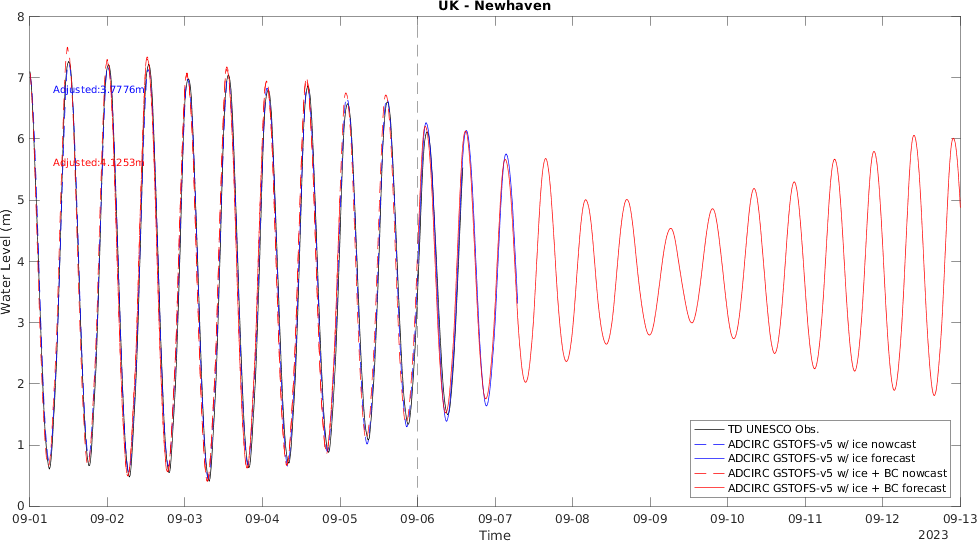 UK - Newhaven
8
7
6
5
4
3
2
1
0
Water Level (m)
Adjusted:3.7776m
Adjusted:4.1253m
TD UNESCO Obs.
ADCIRC GSTOFS-v5 w/ ice nowcast
ADCIRC GSTOFS-v5 w/ ice forecast
ADCIRC GSTOFS-v5 w/ ice + BC nowcast
ADCIRC GSTOFS-v5 w/ ice + BC forecast
09-01 09-02 09-03 09-04 09-05 09-06 09-07 09-08 09-09 09-10 09-11 09-12 09-13
Time
2023